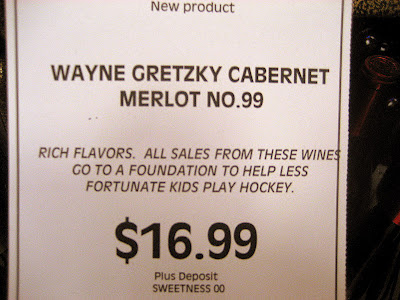 New product
WAYNE GRETZKY CABERNET
MERLOT NO.99
RICH FLAVORS. ALL SALES FROM THESE WINES
GO TO A FOUNDATION TO HELP LESS
FORTUNATE KIDS PLAY HOCKEY.
$16.99
Plus Deposit
SWEETNESS 00